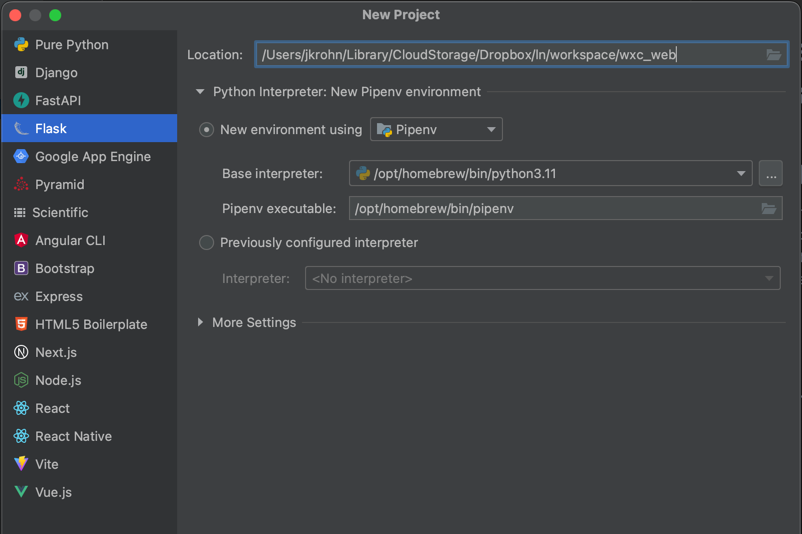 New Project
Pure Python
Django
FastAPI
Flask
Google App Engine
Pyramid
Scientific
Angular CLI
Bootstrap
Express
HTML5 Boilerplate
Next.js
Node.js
React
React Native
Vite
Vue.js
Location: /Users/jkrohn/Library/CloudStorage/Dropbox/ln/workspace/wxc_web
Python Interpreter: New Pipenv environment
New environment using Pipenv
Base interpreter: /opt/homebrew/bin/python3.11 ...
Pipenv executable: /opt/homebrew/bin/pipenv
Previously configured interpreter
Interpreter: <No interpreter>
More Settings